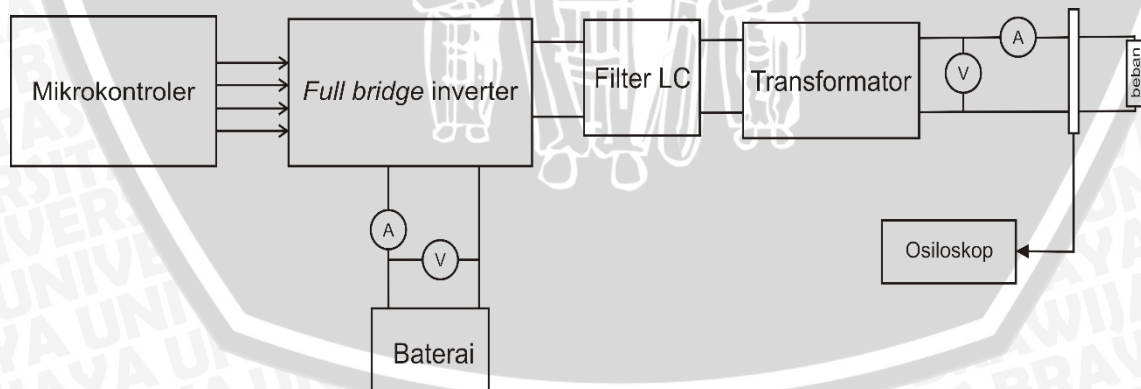 Mikrokontroler
Full bridge inverter
Filter LC
Transformator
A
V
beban
A
V
Osiloskop
Baterai